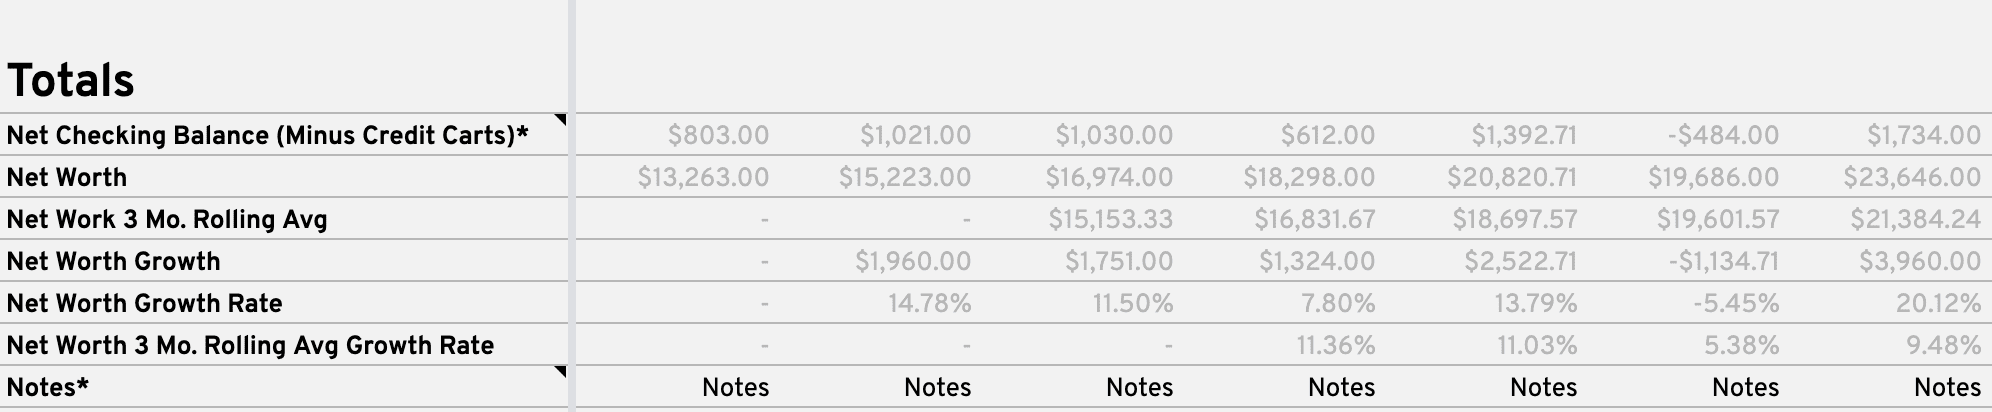 Totals
Net Checking Balance (Minus Credit Carts)* $803.00 $1,021.00 $1,030.00 $612.00 $1,392.71 -$484.00 $1,734.00
Net Worth $13,263.00 $15,223.00 $16,974.00 $18,298.00 $20,820.71 $19,686.00 $23,646.00
Net Work 3 Mo. Rolling Avg - - $15,153.33 $16,831.67 $18,697.57 $19,601.57 $21,384.24
Net Worth Growth - $1,960.00 $1,751.00 $1,324.00 $2,522.71 -$1,134.71 $3,960.00
Net Worth Growth Rate - 14.78% 11.50% 7.80% 13.79% -5.45% 20.12%
Net Worth 3 Mo. Rolling Avg Growth Rate - - - 11.36% 11.03% 5.38% 9.48%
Notes* Notes Notes Notes Notes Notes Notes Notes